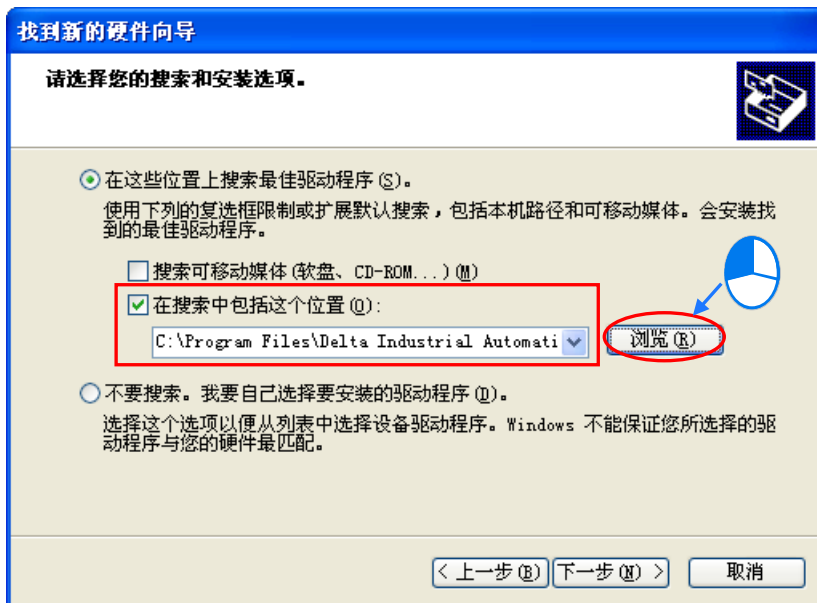 找到新的硬件向导
请选择您的搜索和安装选项。
在这些位置上搜索最佳驱动程序(S)。
使用下列的复选框限制或扩展默认搜索，包括本机路径和可移动媒体。会安装找
到的最佳驱动程序。
搜索可移动媒体(软盘、CD-ROM...)(M)
在搜索中包括这个位置(O):
C:\Program Files\Delta Industrial Automati
浏览(R)
不要搜索。我要自己选择要安装的驱动程序(D)。
选择这个选项以便从列表中选择设备驱动程序。Windows 不能保证您所选择的驱
动程序与您的硬件最匹配。
< 上一步(B) 下一步(N) > 取消